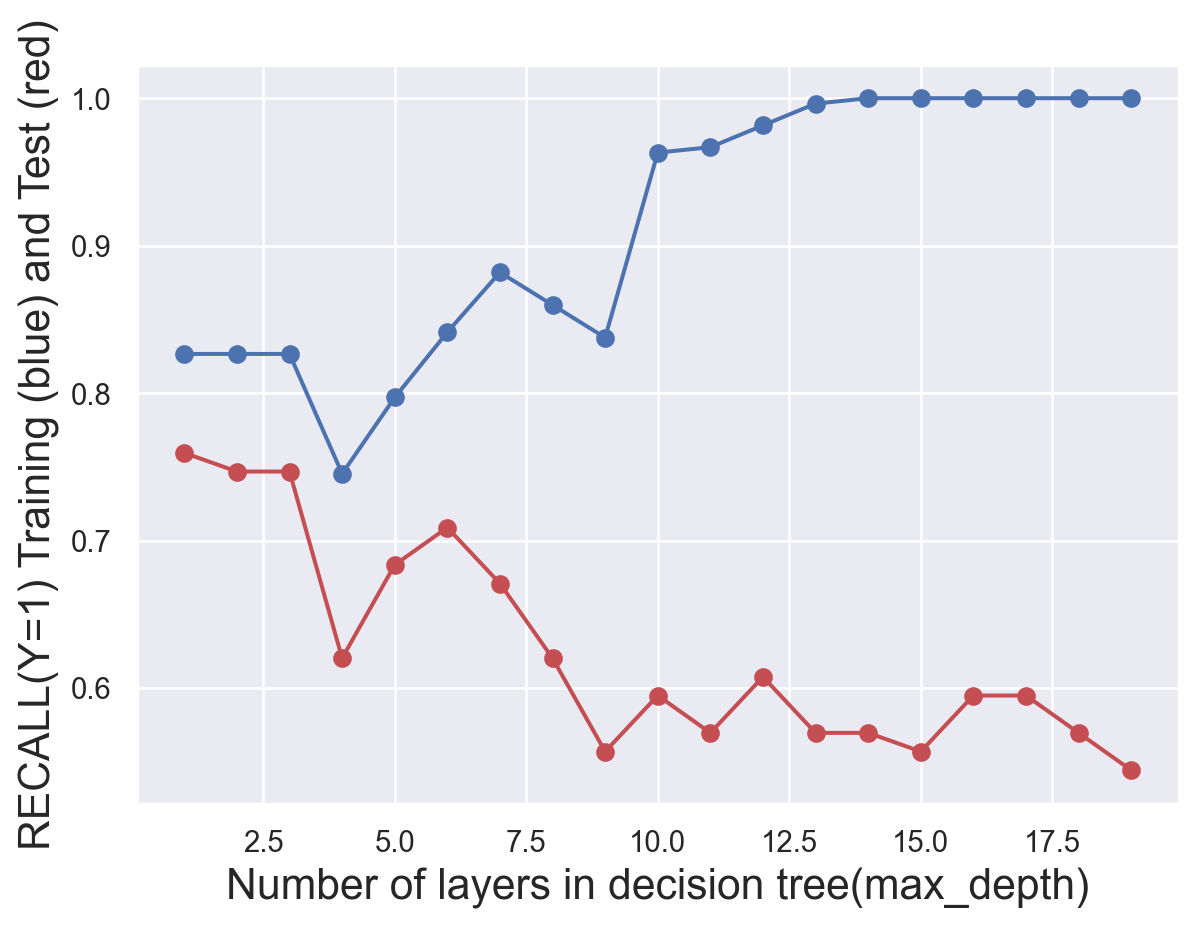 RECALL(Y=1) Training (blue) and Test (red)
1.0
0.9
0.8
0.7
0.6
2.5 5.0 7.5 10.0 12.5 15.0 17.5
Number of layers in decision tree(max_depth)